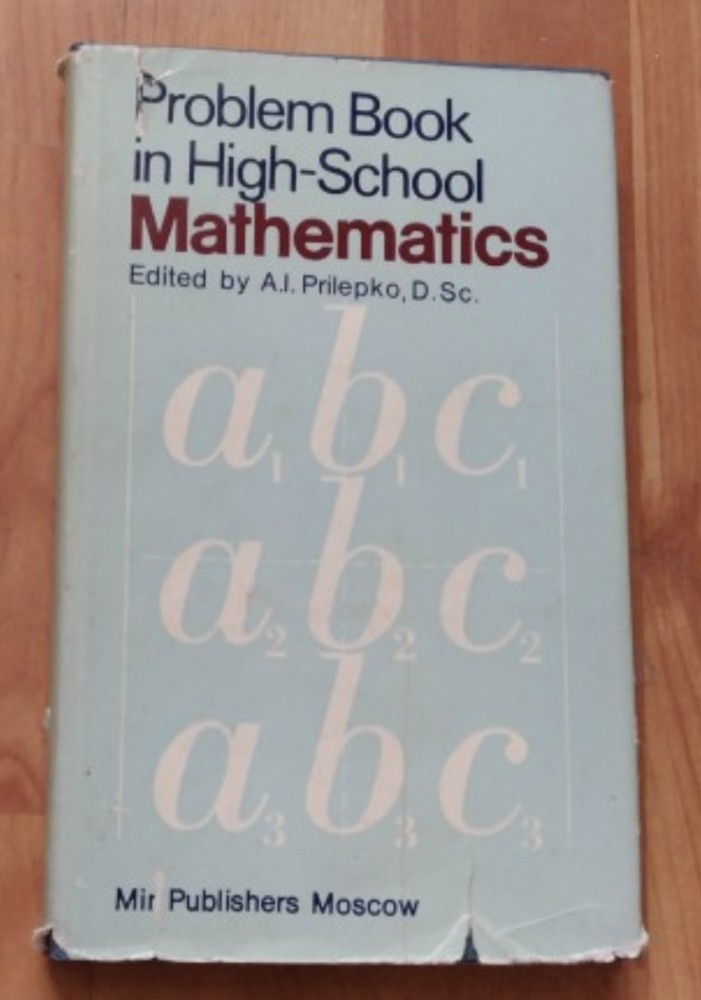 Problem Book
in High-School
Mathematics
Edited by A.I. Prilepko, D.Sc.
a₁ b₁ c₁
a₂ b₂ c₂
a₃ b₃ c₃
Mir Publishers Moscow